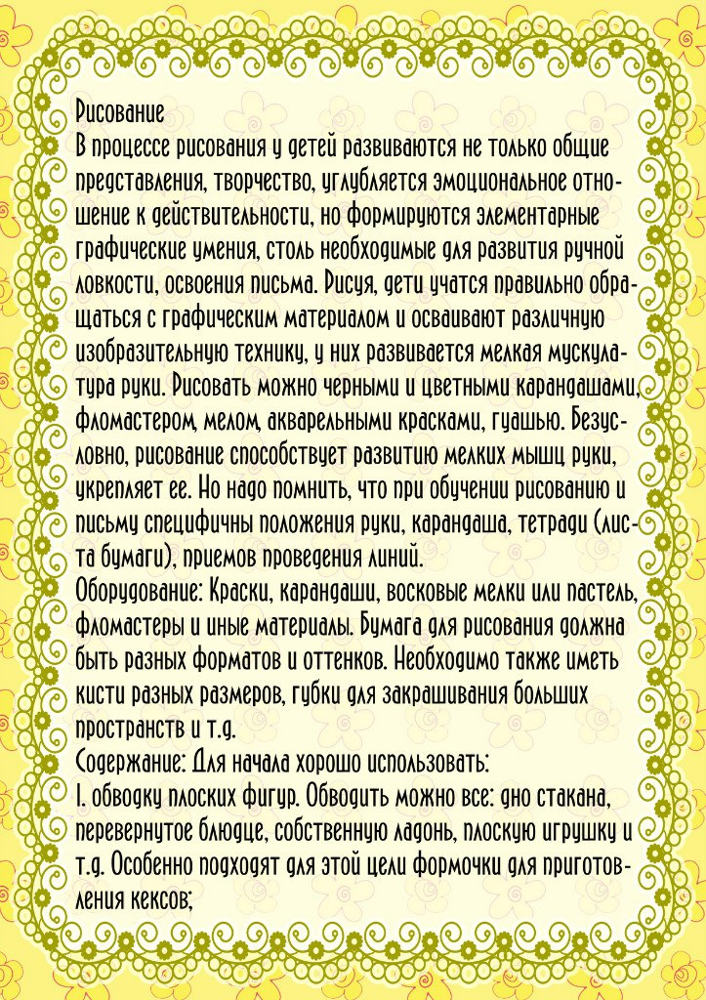 Рисование
В процессе рисования у детей развиваются не только общие
представления, творчество, углубляется эмоциональное отно-
шение к действительности, но формируются элементарные
графические умения, столь необходимые для развития ручной
ловкости, освоения письма. Рисуя, дети учатся правильно обра-
щаться с графическим материалом и осваивают различную
изобразительную технику, у них развивается мелкая мускула-
тура руки. Рисовать можно черными и цветными карандашами,
фломастером, мелом, акварельными красками, гуашью. Безус-
ловно, рисование способствует развитию мелких мышц руки,
укрепляет ее. Но надо помнить, что при обучении рисованию и
письму специфичны положения руки, карандаша, тетради (лис-
та бумаги), приемов проведения линий.
Оборудование: Краски, карандаши, восковые мелки или пастель,
фломастеры и иные материалы. Бумага для рисования должна
быть разных форматов и оттенков. Необходимо также иметь
кисти разных размеров, губки для закрашивания больших
пространств и т.д.
Содержание: Для начала хорошо использовать:
1. обводку плоских фигур. Обводить можно все: дно стакана,
перевернутое блюдце, собственную ладонь, плоскую игрушку и
т.д. Особенно подходят для этой цели формочки для приготов-
ления кексов;